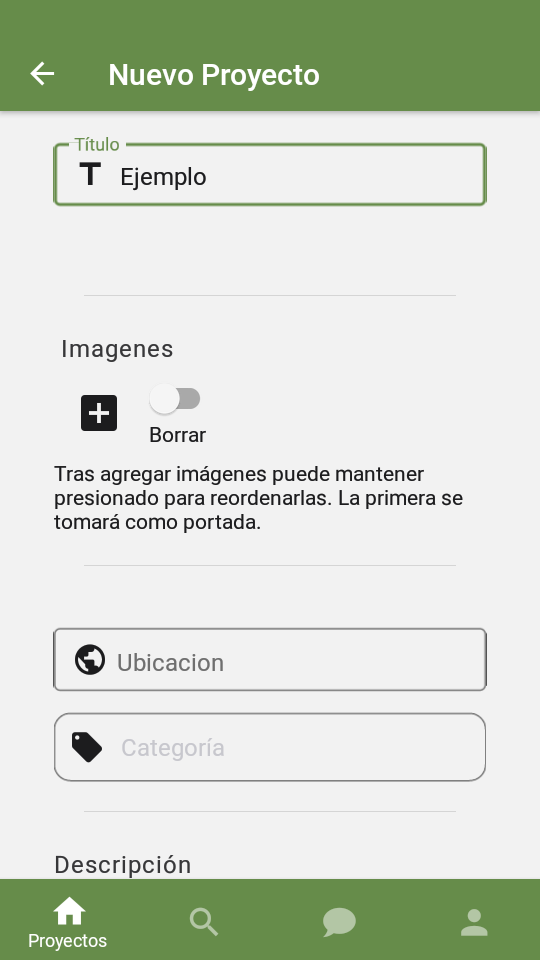 Nuevo Proyecto
Título
Ejemplo
Imagenes
Borrar
Tras agregar imágenes puede mantener
presionado para reordenarlas. La primera se
tomará como portada.
Ubicacion
Categoría
Descripción
Proyectos